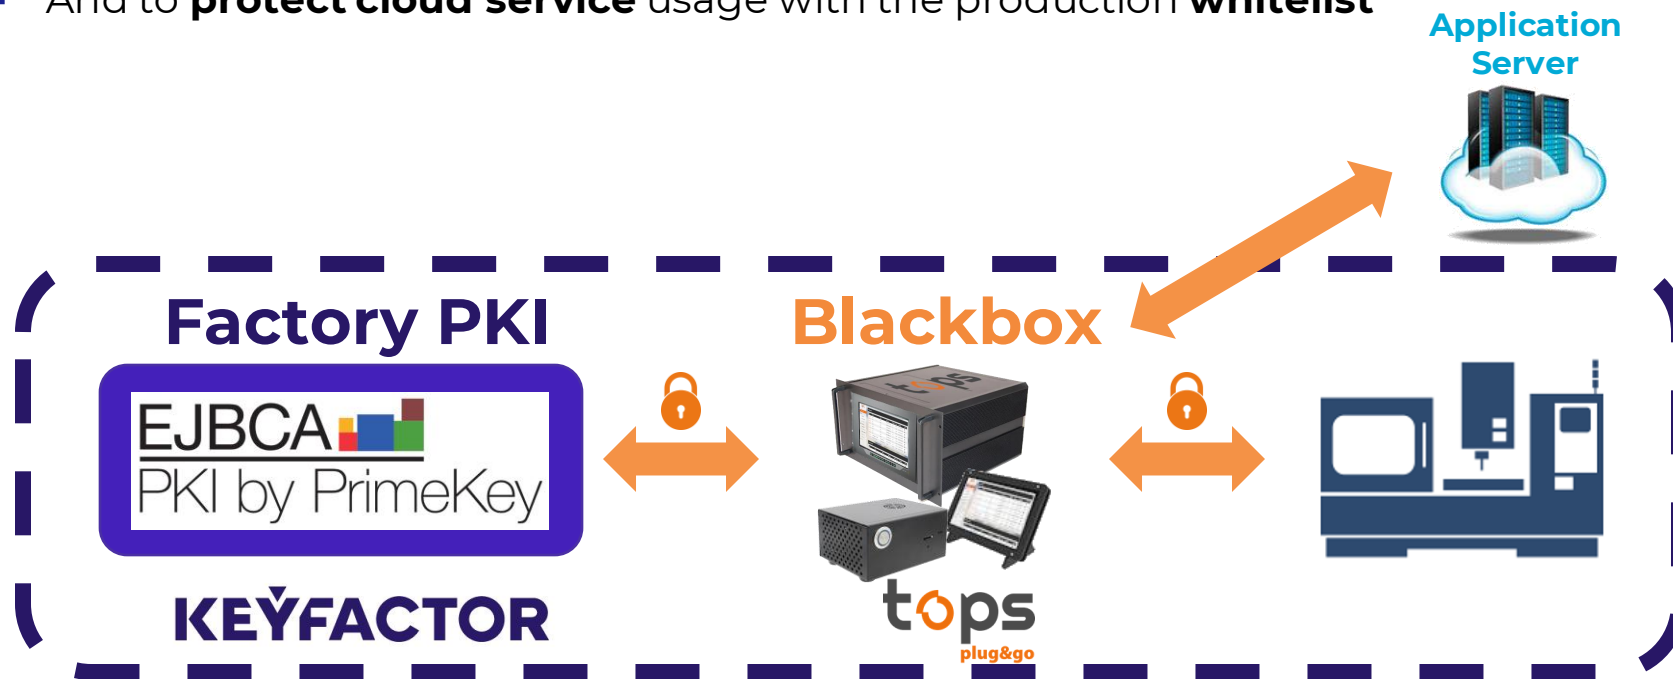 And to protect cloud service usage with the production whitelist
Application
Server
Factory PKI
Blackbox
EJBCA
PKI by PrimeKey
tops
KEYFACTOR
tops
plug&go